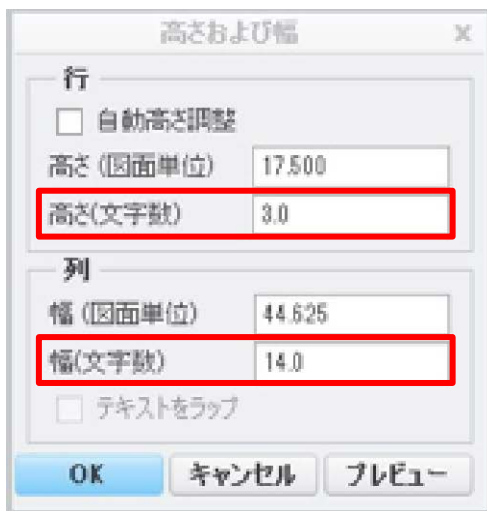 高さおよび幅 x
行
自動高さ調整
高さ (図面単位) 17.500
高さ(文字数) 3.0
列
幅 (図面単位) 44.625
幅(文字数) 14.0
テキストをラップ
OK キャンセル プレビュー